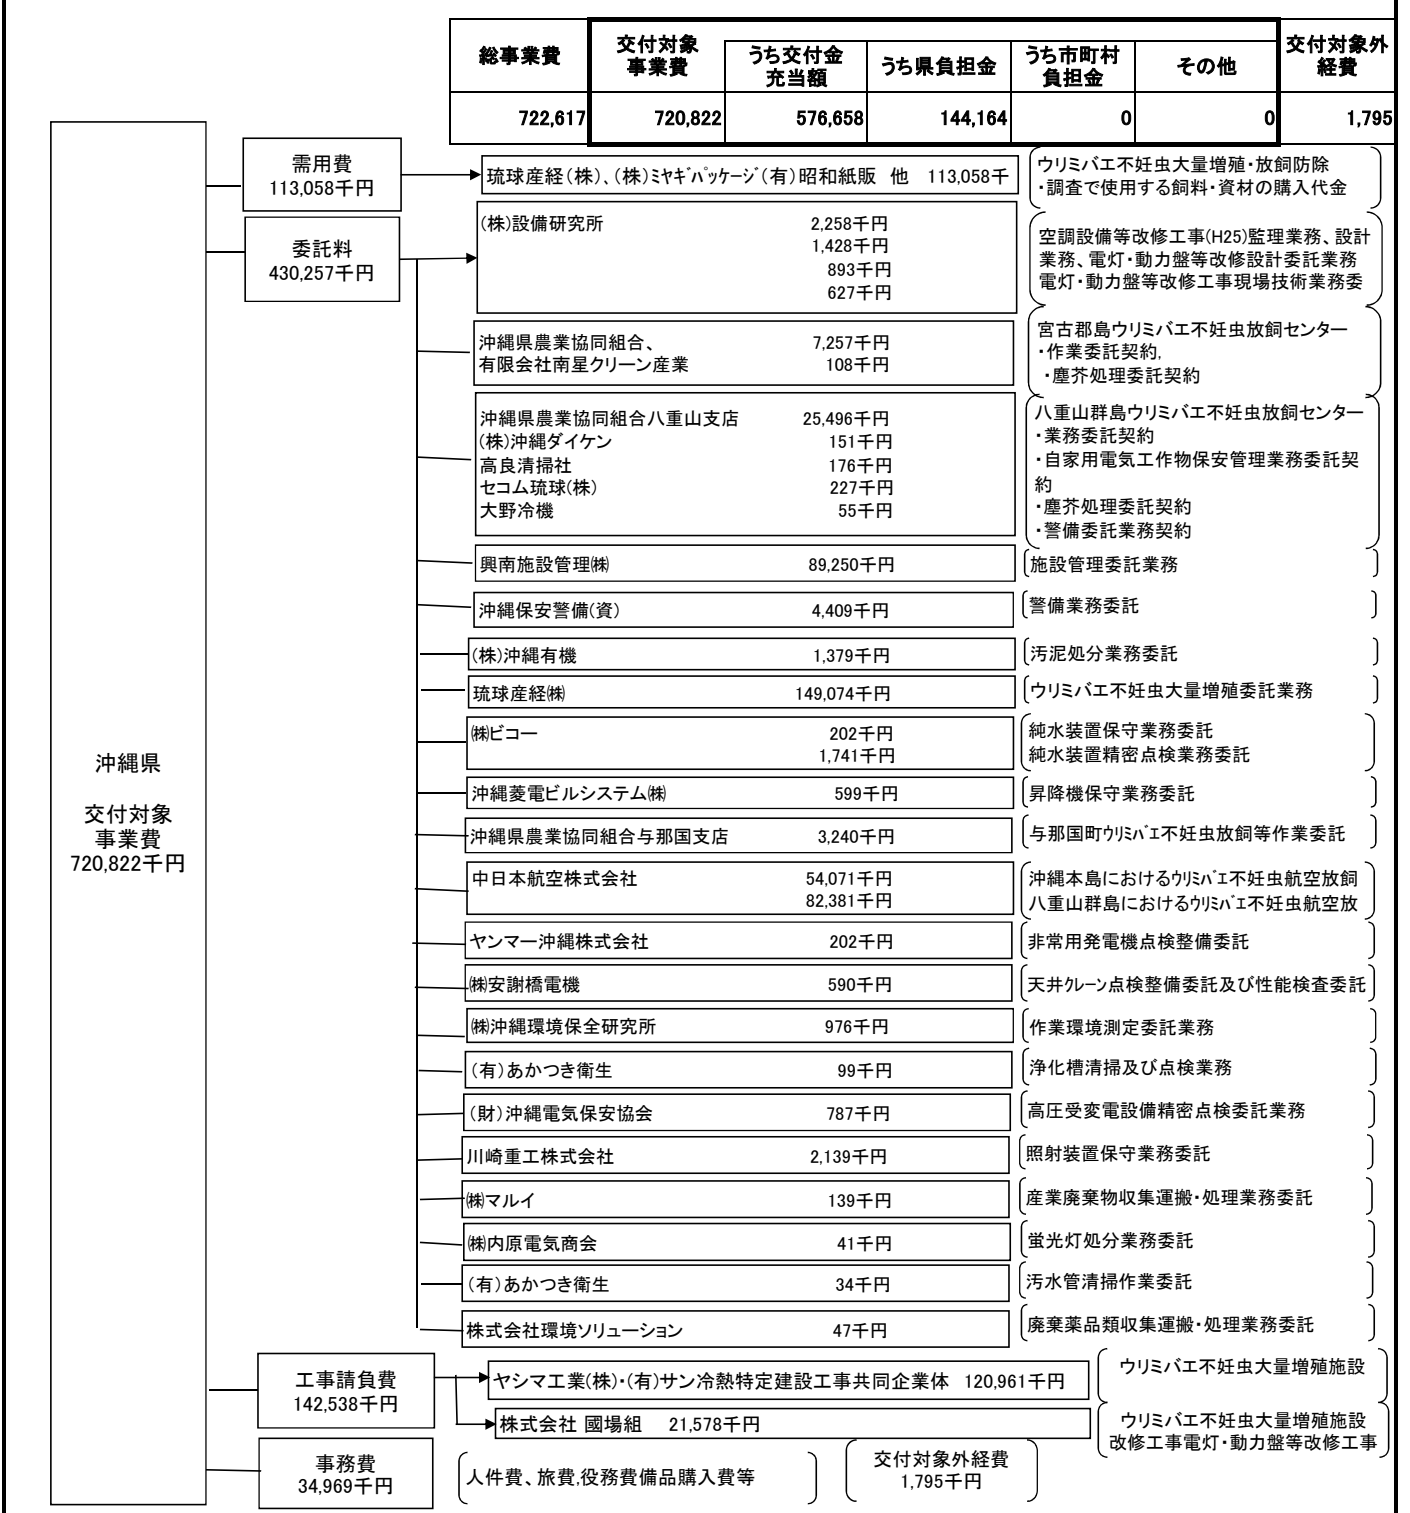 総事業費
交付対象
事業費
うち交付金
充当額
うち県負担金
うち市町村
負担金
その他
交付対象外
経費
722,617
720,822
576,658
144,164
0
0
1,795
沖縄県
交付対象
事業費
720,822千円
需用費
113,058千円
琉球産経(株)、(株)ﾐﾔｷﾞﾊﾟｯｹｰｼﾞ(有)昭和紙販 他 113,058千
ウリミバエ不妊虫大量増殖・放飼防除
・調査で使用する飼料・資材の購入代金
委託料
430,257千円
(株)設備研究所 2,258千円
1,428千円
893千円
627千円
空調設備等改修工事(H25)監理業務、設計
業務、電灯・動力盤等改修設計委託業務
電灯・動力盤等改修工事現場技術業務委
沖縄県農業協同組合、 7,257千円
有限会社南星クリーン産業 108千円
宮古郡島ウリミバエ不妊虫放飼センター
・作業委託契約,
・塵芥処理委託契約
沖縄県農業協同組合八重山支店 25,496千円
(株)沖縄ダイケン 151千円
高良清掃社 176千円
セコム琉球(株) 227千円
大野冷機 55千円
八重山群島ウリミバエ不妊虫放飼センター
・業務委託契約
・自家用電気工作物保安管理業務委託契
約
・塵芥処理委託契約
・警備委託業務契約
興南施設管理㈱ 89,250千円
施設管理委託業務
沖縄保安警備(資) 4,409千円
警備業務委託
(株)沖縄有機 1,379千円
汚泥処分業務委託
琉球産経㈱ 149,074千円
ウリミバエ不妊虫大量増殖委託業務
㈱ビコー 202千円
1,741千円
純水装置保守業務委託
純水装置精密点検業務委託
沖縄菱電ビルシステム㈱ 599千円
昇降機保守業務委託
沖縄県農業協同組合与那国支店 3,240千円
与那国町ｳﾘﾐﾊﾞｴ不妊虫放飼等作業委託
中日本航空株式会社 54,071千円
82,381千円
沖縄本島におけるｳﾘﾐﾊﾞｴ不妊虫航空放飼
八重山群島におけるｳﾘﾐﾊﾞｴ不妊虫航空放
ヤンマー沖縄株式会社 202千円
非常用発電機点検整備委託
㈱安謝橋電機 590千円
天井ｸﾚｰﾝ点検整備委託及び性能検査委託
㈱沖縄環境保全研究所 976千円
作業環境測定委託業務
(有)あかつき衛生 99千円
浄化槽清掃及び点検業務
(財)沖縄電気保安協会 787千円
高圧受変電設備精密点検委託業務
川崎重工株式会社 2,139千円
照射装置保守業務委託
㈱マルイ 139千円
産業廃棄物収集運搬・処理業務委託
㈱内原電気商会 41千円
蛍光灯処分業務委託
(有)あかつき衛生 34千円
汚水管清掃作業委託
株式会社環境ソリューション 47千円
廃棄薬品類収集運搬・処理業務委託
工事請負費
142,538千円
ヤシマ工業(株)・(有)サン冷熱特定建設工事共同企業体 120,961千円
ウリミバエ不妊虫大量増殖施設
株式会社 國場組 21,578千円
ウリミバエ不妊虫大量増殖施設
改修工事電灯・動力盤等改修工事
事務費
34,969千円
人件費、旅費,役務費備品購入費等
交付対象外経費
1,795千円